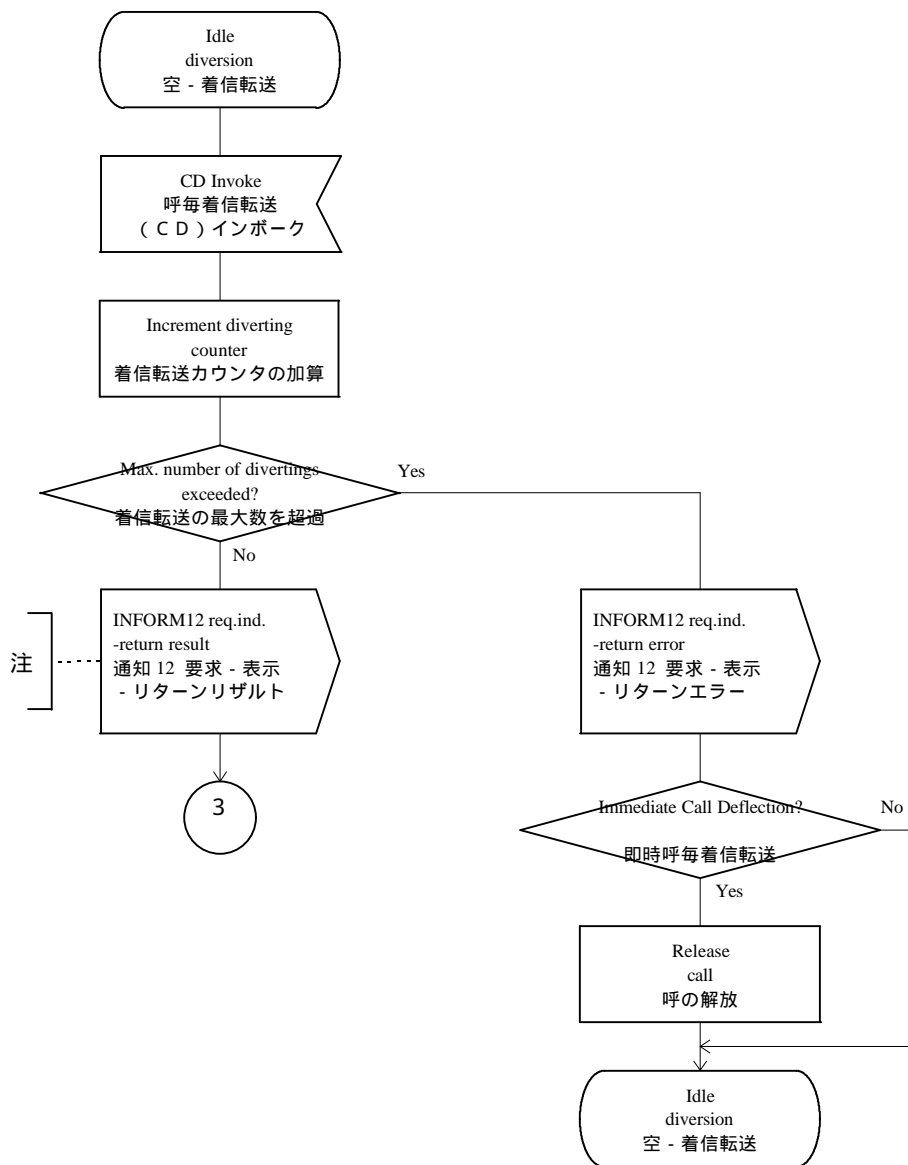 Idle
diversion
空 - 着信転送
CD Invoke
呼毎着信転送
（ＣＤ）インボーク
Increment diverting
counter
着信転送カウンタの加算
Max. number of divertings
exceeded?
着信転送の最大数を超過
Yes
No
注
INFORM12 req.ind.
-return result
通知 12 要求 - 表示
- リターンリザルト
3
INFORM12 req.ind.
-return error
通知 12 要求 - 表示
- リターンエラー
Immediate Call Deflection?
即時呼毎着信転送
No
Yes
Release
call
呼の解放
Idle
diversion
空 - 着信転送